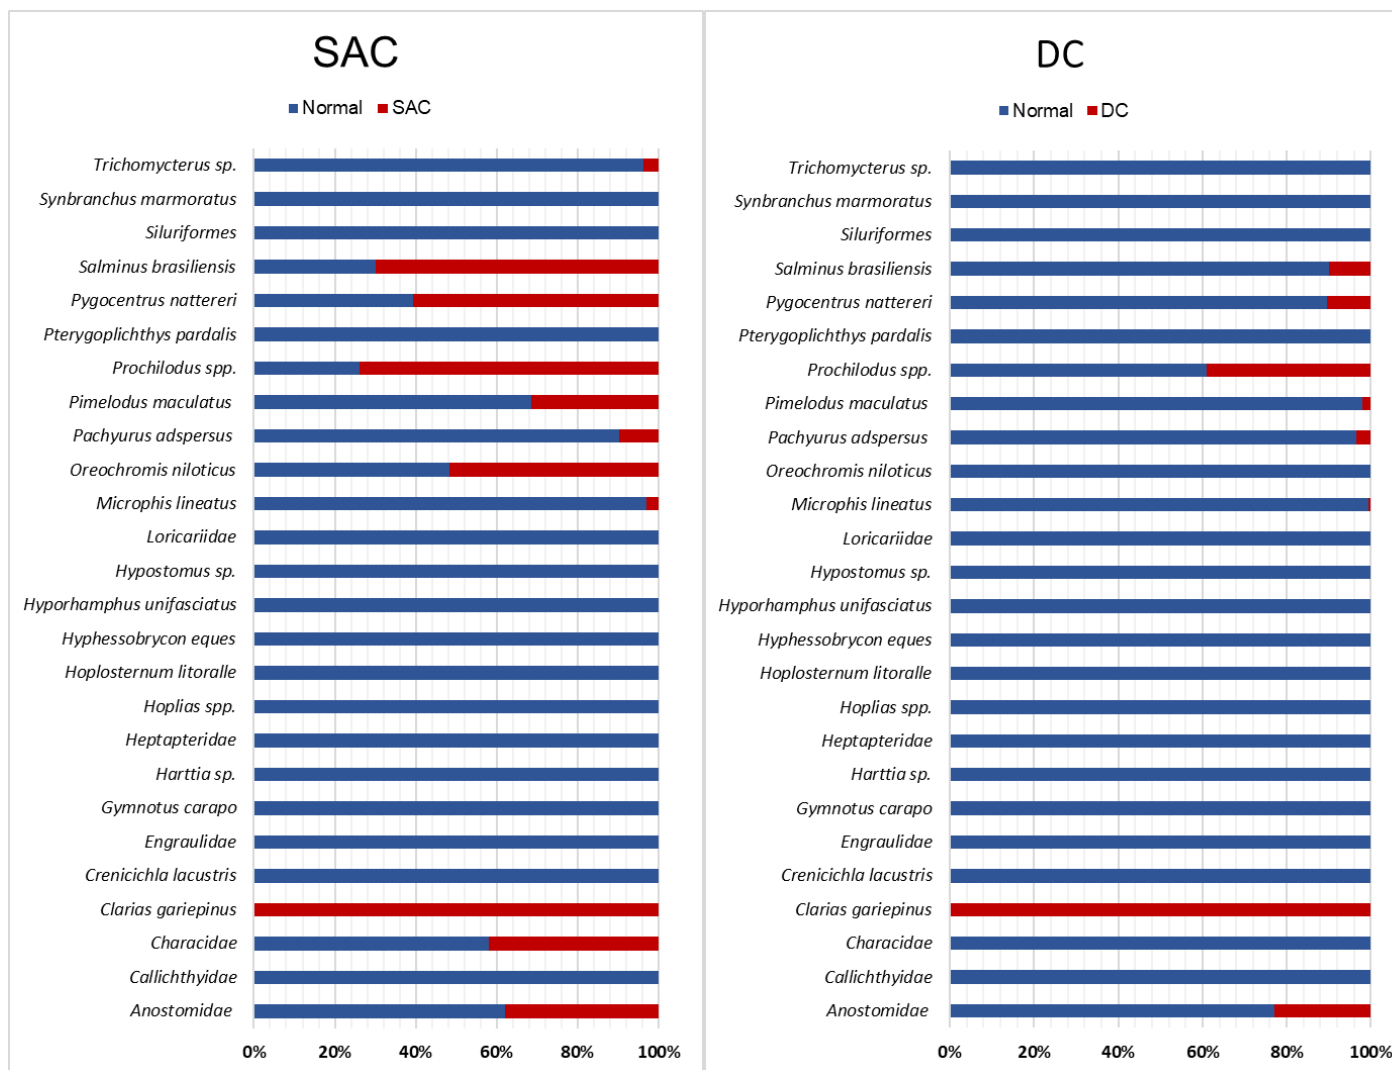 SAC
Normal SAC
Trichomycterus sp.
Synbranchus marmoratus
Siluriformes
Salminus brasiliensis
Pygocentrus nattereri
Pterygoplichthys pardalis
Prochilodus spp.
Pimelodus maculatus
Pachyurus adspersus
Oreochromis niloticus
Microphis lineatus
Loricariidae
Hypostomus sp.
Hyporhamphus unifasciatus
Hyphessobrycon eques
Hoplosternum litoralle
Hoplias spp.
Heptapteridae
Harttia sp.
Gymnotus carapo
Engraulidae
Crenicichla lacustris
Clarias gariepinus
Characidae
Callichthyidae
Anostomidae
0% 20% 40% 60% 80% 100%
DC
Normal DC
Trichomycterus sp.
Synbranchus marmoratus
Siluriformes
Salminus brasiliensis
Pygocentrus nattereri
Pterygoplichthys pardalis
Prochilodus spp.
Pimelodus maculatus
Pachyurus adspersus
Oreochromis niloticus
Microphis lineatus
Loricariidae
Hypostomus sp.
Hyporhamphus unifasciatus
Hyphessobrycon eques
Hoplosternum litoralle
Hoplias spp.
Heptapteridae
Harttia sp.
Gymnotus carapo
Engraulidae
Crenicichla lacustris
Clarias gariepinus
Characidae
Callichthyidae
Anostomidae
0% 20% 40% 60% 80% 100%